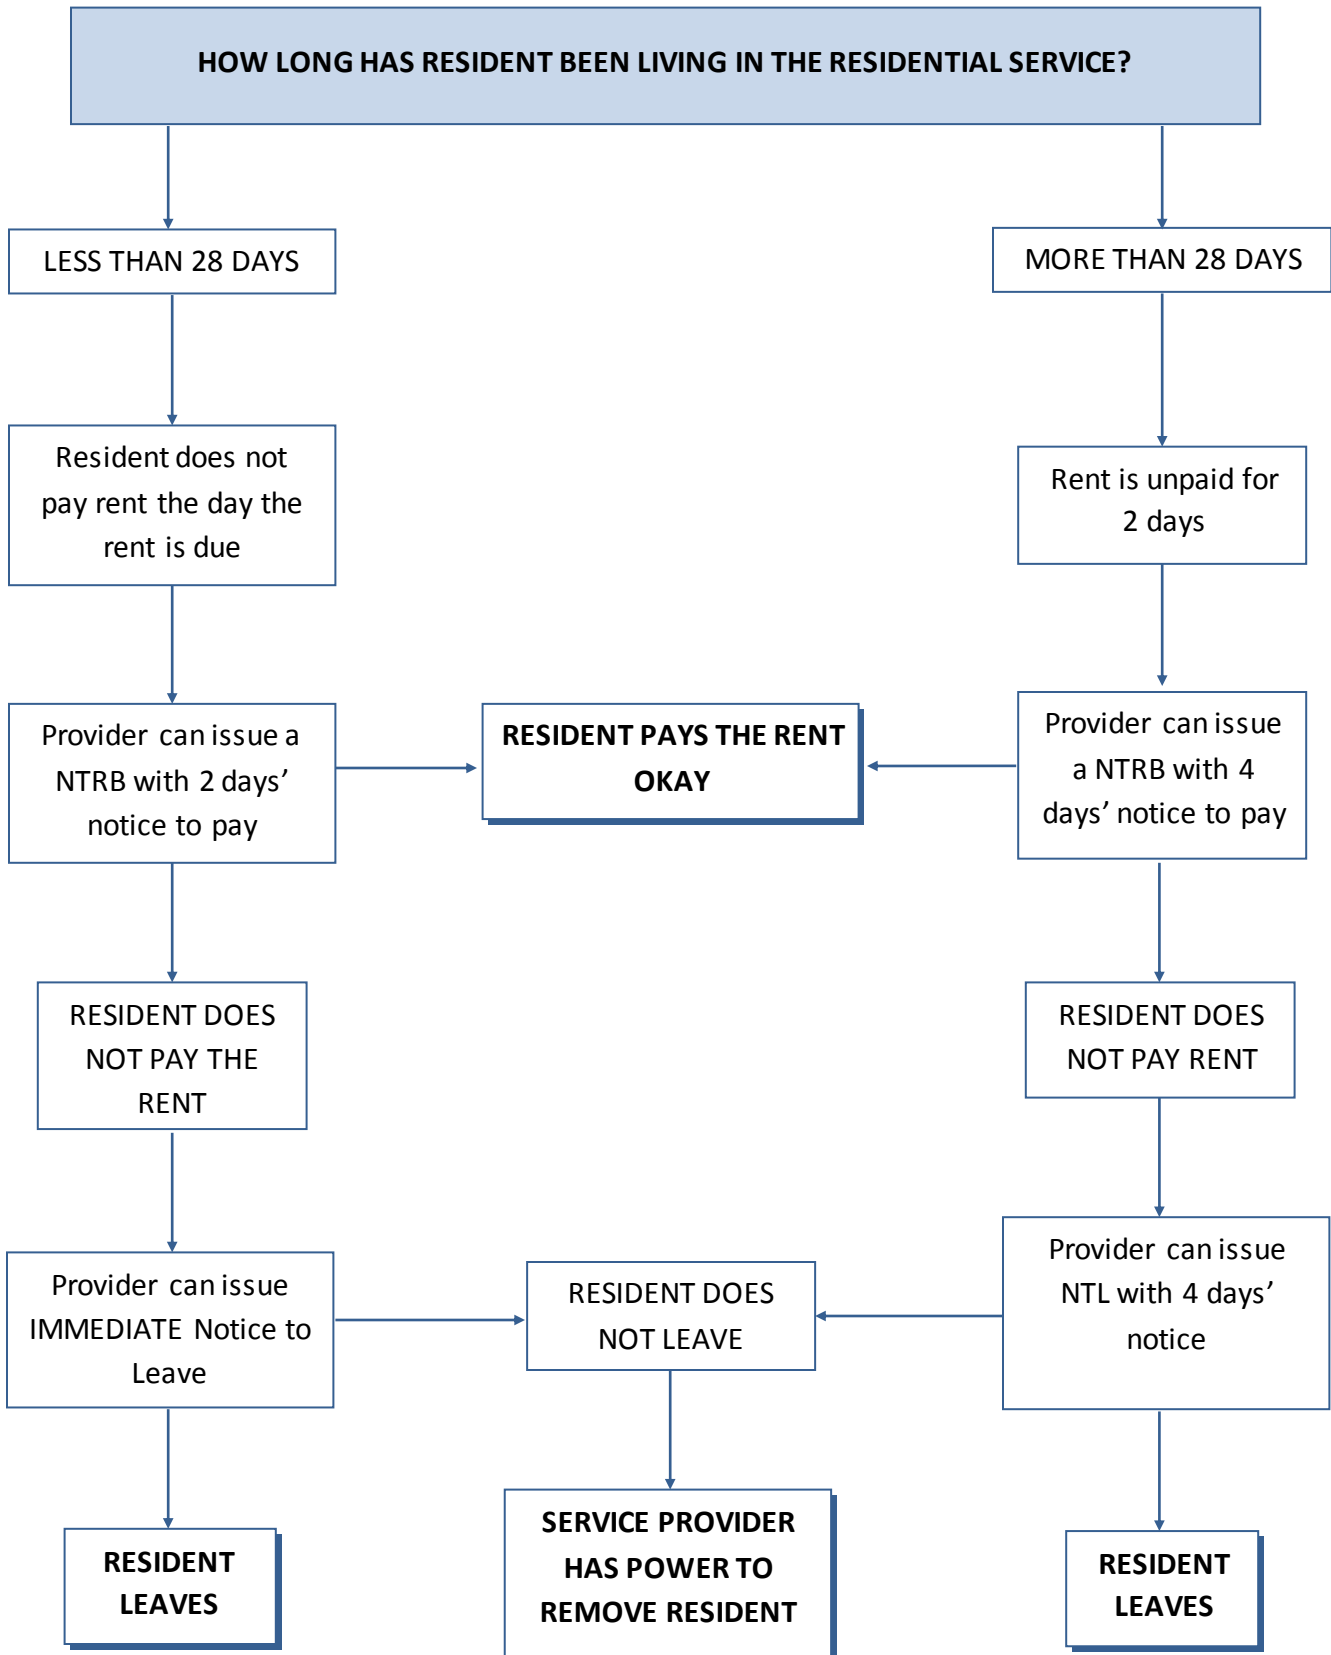 HOW LONG HAS RESIDENT BEEN LIVING IN THE RESIDENTIAL SERVICE?
LESS THAN 28 DAYS
MORE THAN 28 DAYS
Resident does not
pay rent the day the
rent is due
Rent is unpaid for
2 days
Provider can issue a
NTRB with 2 days’
notice to pay
RESIDENT PAYS THE RENT
OKAY
Provider can issue
a NTRB with 4
days’ notice to pay
RESIDENT DOES
NOT PAY THE
RENT
RESIDENT DOES
NOT PAY RENT
Provider can issue
IMMEDIATE Notice to
Leave
RESIDENT DOES
NOT LEAVE
Provider can issue
NTL with 4 days’
notice
RESIDENT
LEAVES
SERVICE PROVIDER
HAS POWER TO
REMOVE RESIDENT
RESIDENT
LEAVES